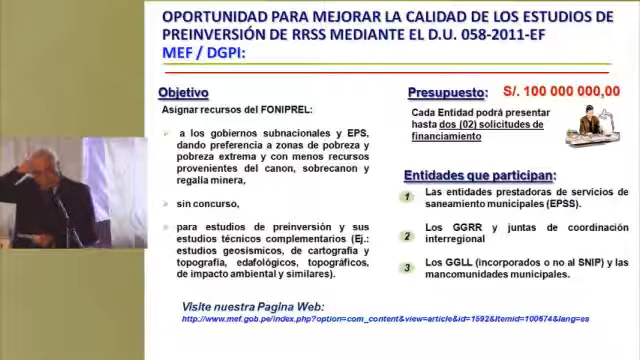 OPORTUNIDAD PARA MEJORAR LA CALIDAD DE LOS ESTUDIOS DE
PREINVERSIÓN DE RRSS MEDIANTE EL D.U. 058-2011-EF
MEF / DGPI:
Objetivo
Asignar recursos del FONIPREL:
a los gobiernos subnacionales y EPS,
dando preferencia a zonas de pobreza y
pobreza extrema y con menos recursos
provenientes del canon, sobrecanon y
regalía minera,
sin concurso,
para estudios de preinversión y sus
estudios técnicos complementarios (Ej.:
estudios geosísmicos, de cartografía y
topografía, edafológicos, topográficos,
de impacto ambiental y similares).
Presupuesto: S/. 100 000 000,00
Cada Entidad podrá presentar
hasta dos (02) solicitudes de
financiamiento
Entidades que participan:
1 Las entidades prestadoras de servicios de
saneamiento municipales (EPSS).
2 Los GGRR y juntas de coordinación
interregional
3 Los GGLL (incorporados o no al SNIP) y las
mancomunidades municipales.
Visite nuestra Pagina Web:
http://www.mef.gob.pe/index.php?option=com_content&view=article&id=1592&Itemid=100674&lang=es